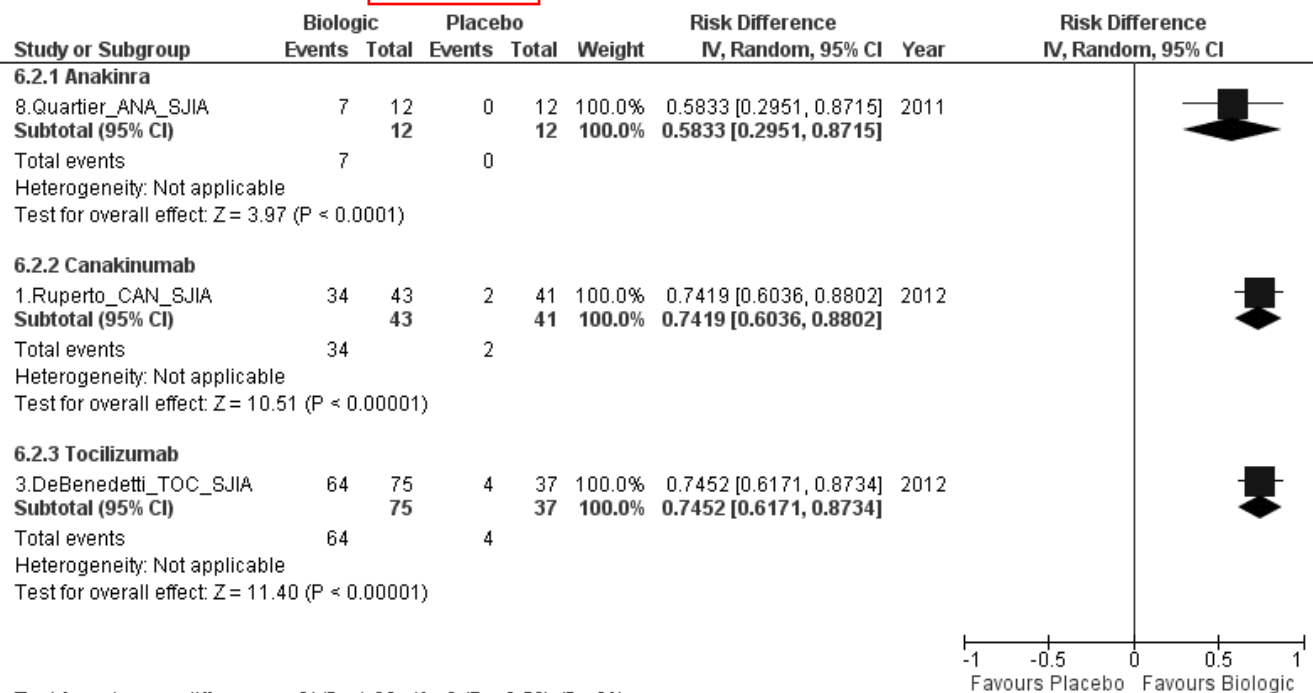 Biologic Placebo Risk Difference Risk Difference
Study or Subgroup Events Total Events Total Weight IV, Random, 95% CI Year IV, Random, 95% CI
6.2.1 Anakinra
8.Quartier_ANA_SJIA 7 12 0 12 100.0% 0.5833 [0.2951, 0.8715] 2011
Subtotal (95% CI) 12 12 100.0% 0.5833 [0.2951, 0.8715]
Total events 7 0
Heterogeneity: Not applicable
Test for overall effect: Z = 3.97 (P < 0.0001)
6.2.2 Canakinumab
1.Ruperto_CAN_SJIA 34 43 2 41 100.0% 0.7419 [0.6036, 0.8802] 2012
Subtotal (95% CI) 43 41 100.0% 0.7419 [0.6036, 0.8802]
Total events 34 2
Heterogeneity: Not applicable
Test for overall effect: Z = 10.51 (P < 0.00001)
6.2.3 Tocilizumab
3.DeBenedetti_TOC_SJIA 64 75 4 37 100.0% 0.7452 [0.6171, 0.8734] 2012
Subtotal (95% CI) 75 37 100.0% 0.7452 [0.6171, 0.8734]
Total events 64 4
Heterogeneity: Not applicable
Test for overall effect: Z = 11.40 (P < 0.00001)
-1 -0.5 0 0.5 1
Favours Placebo Favours Biologic